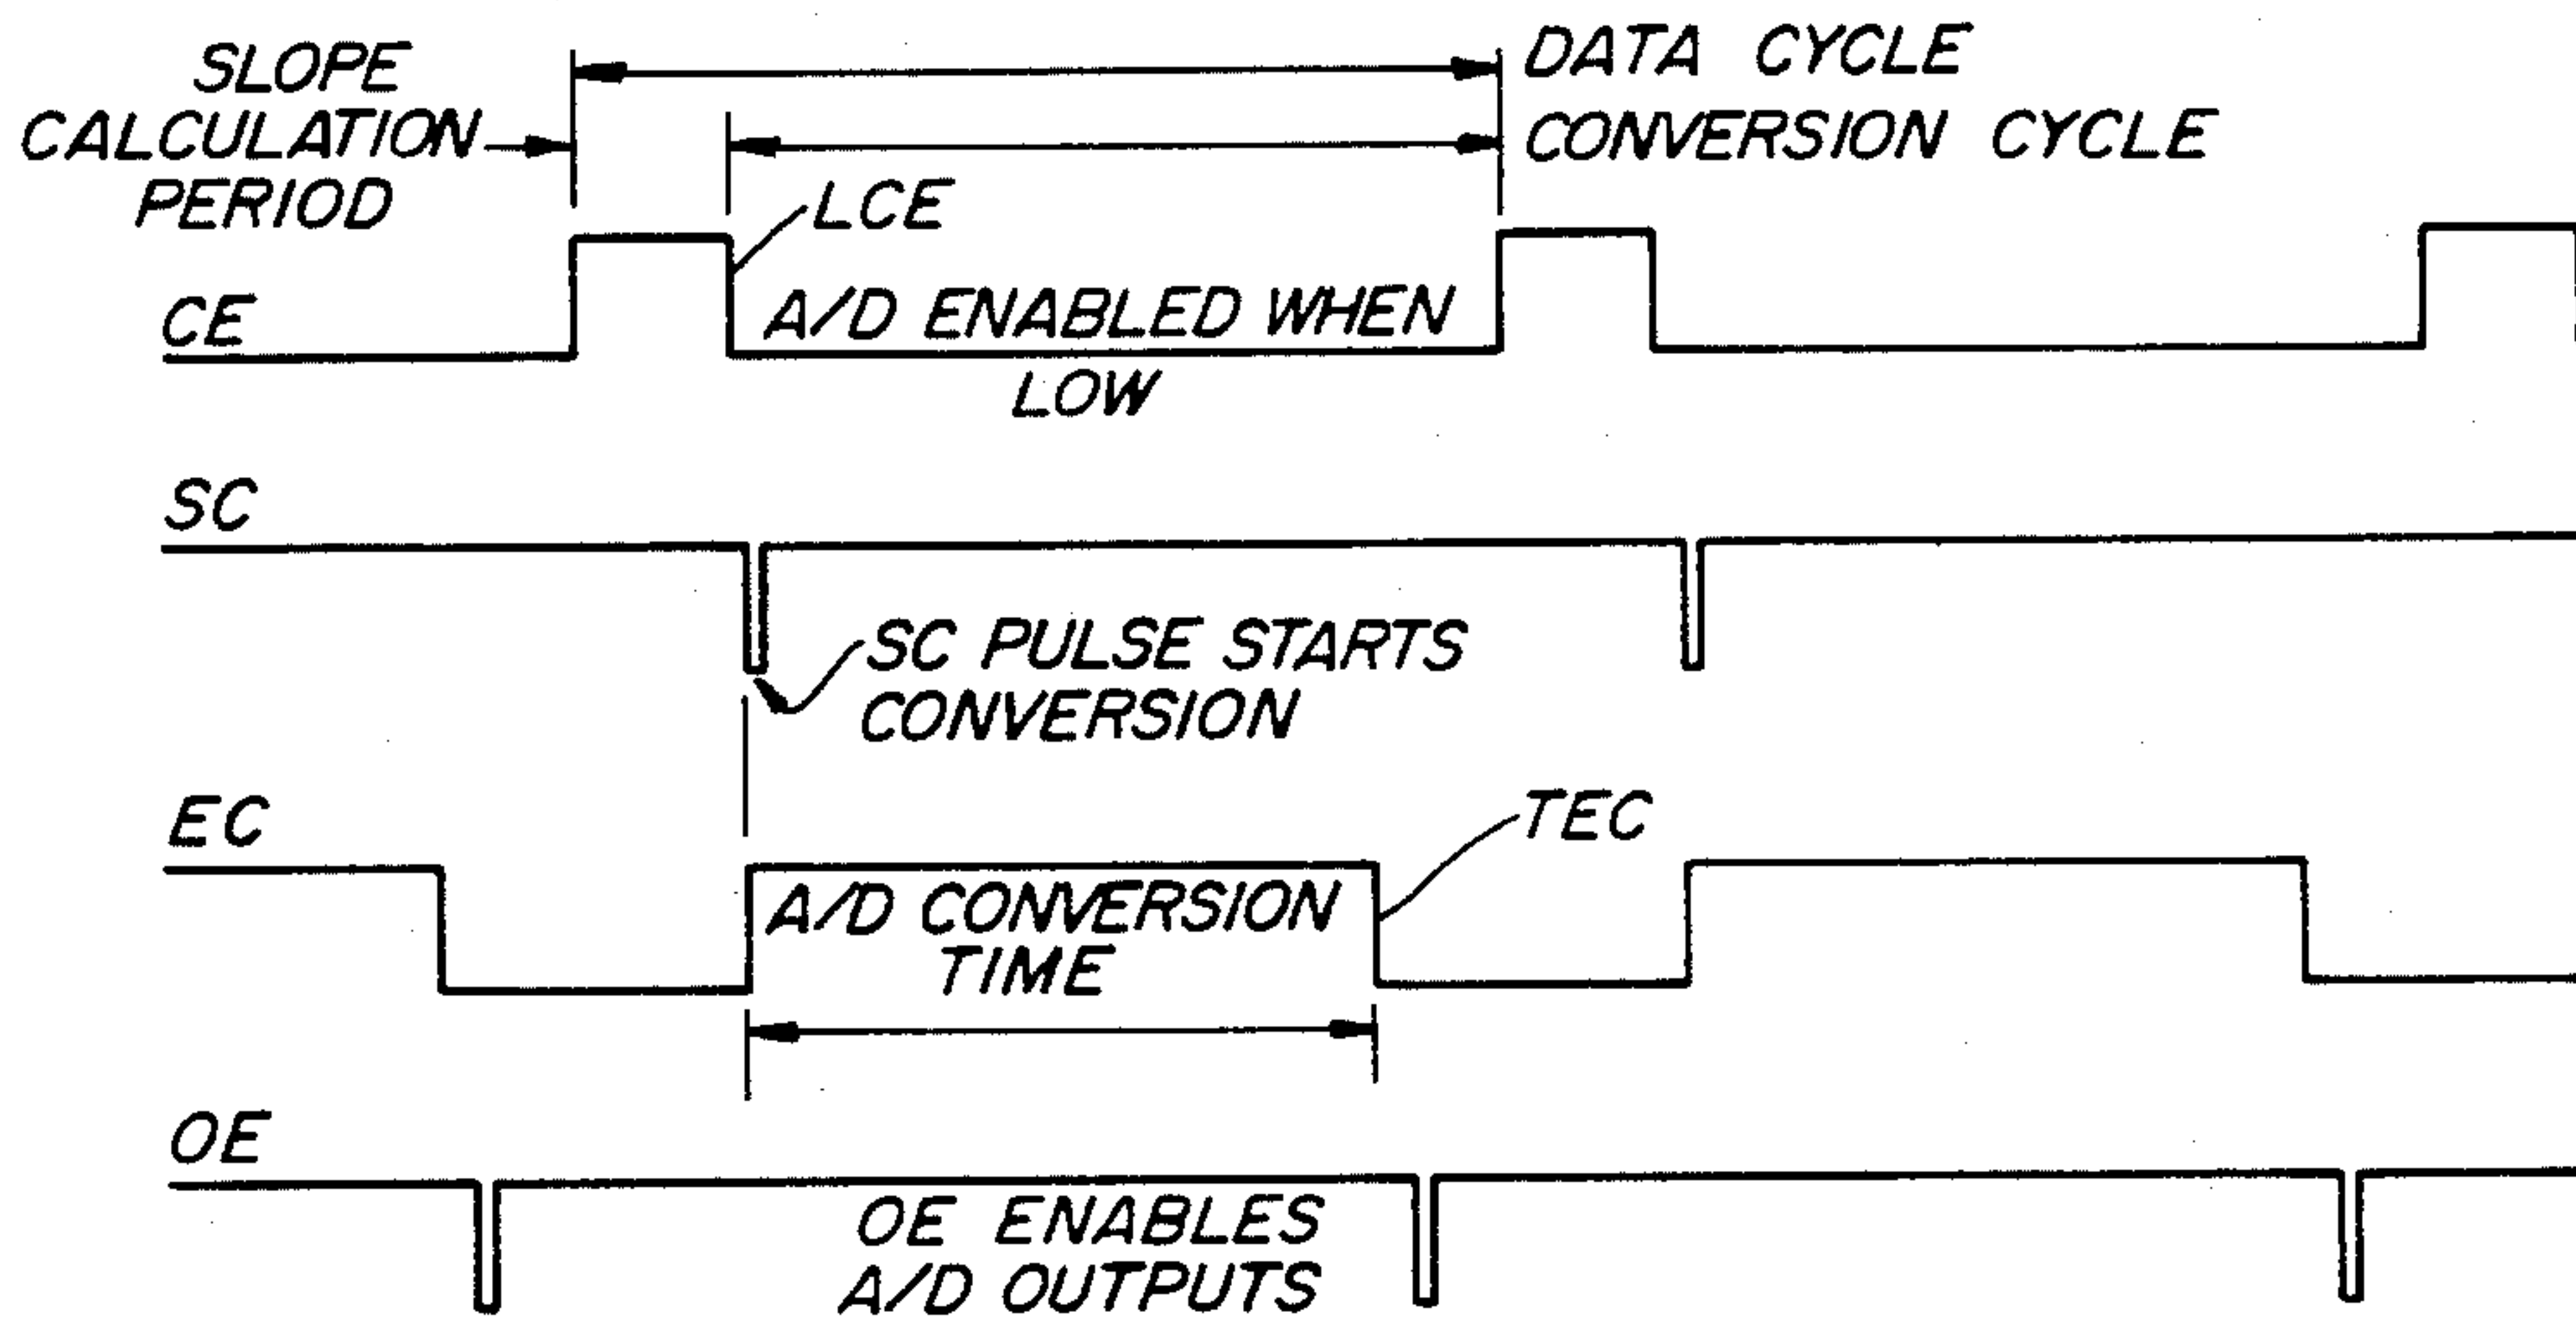 SLOPE
CALCULATION
PERIOD
DATA CYCLE
CONVERSION CYCLE
LCE
CE
A/D ENABLED WHEN
LOW
SC
SC PULSE STARTS
CONVERSION
EC
TEC
A/D CONVERSION
TIME
OE
OE ENABLES
A/D OUTPUTS